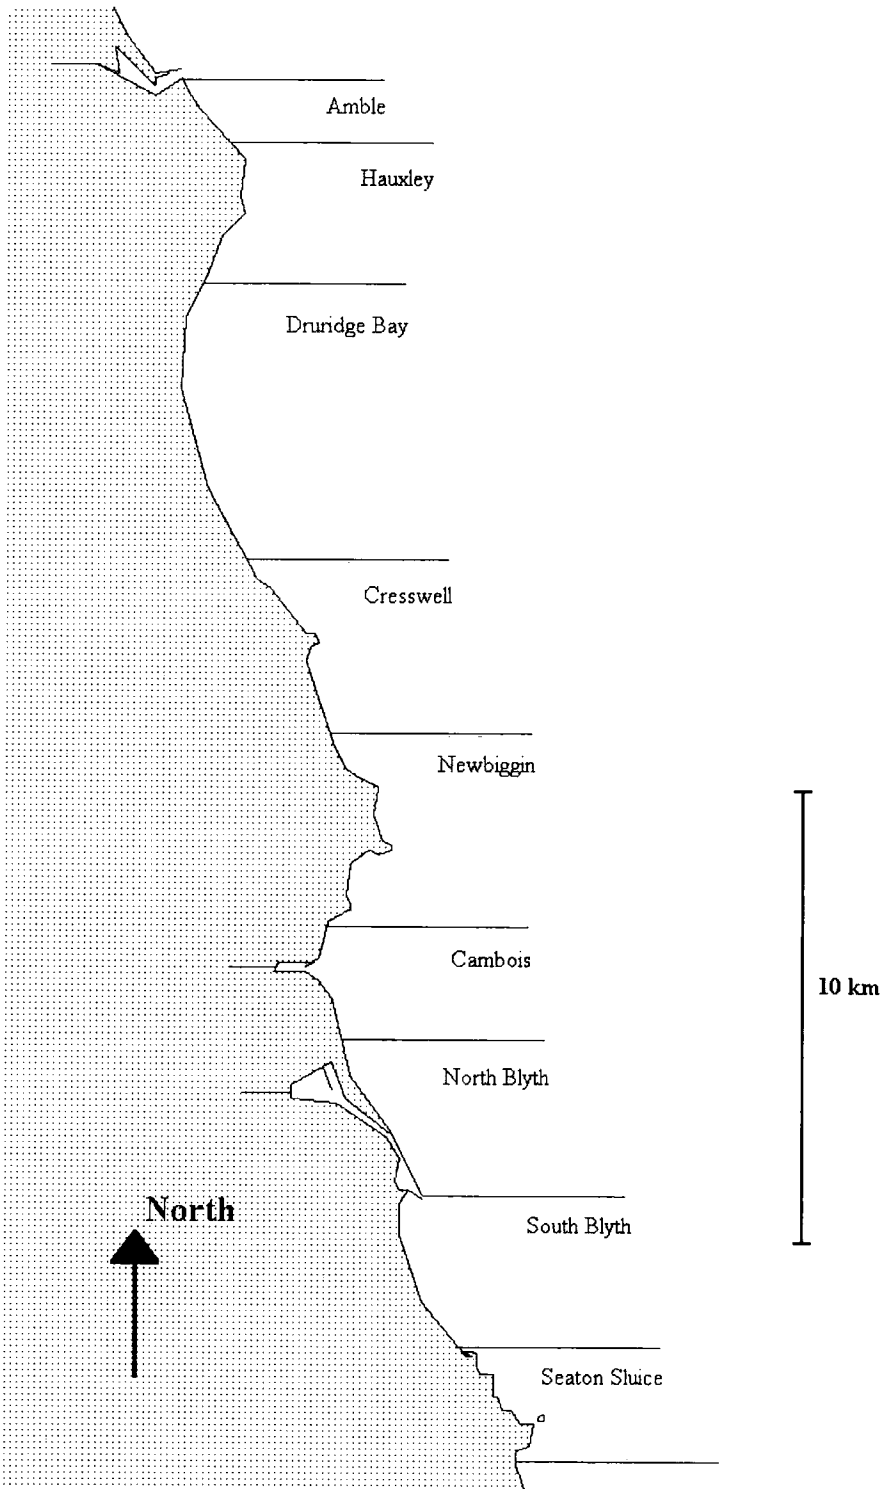 Amble
Hauxley
Druridge Bay
Cresswell
Newbiggin
Cambois
10 km
North Blyth
North
South Blyth
Seaton Sluice